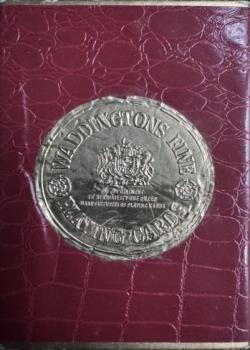 WADDINGTONS FINE
BY APPOINTMENT
TO HER MAJESTY THE QUEEN
MANUFACTURERS OF PLAYING CARDS
PLAYING CARDS